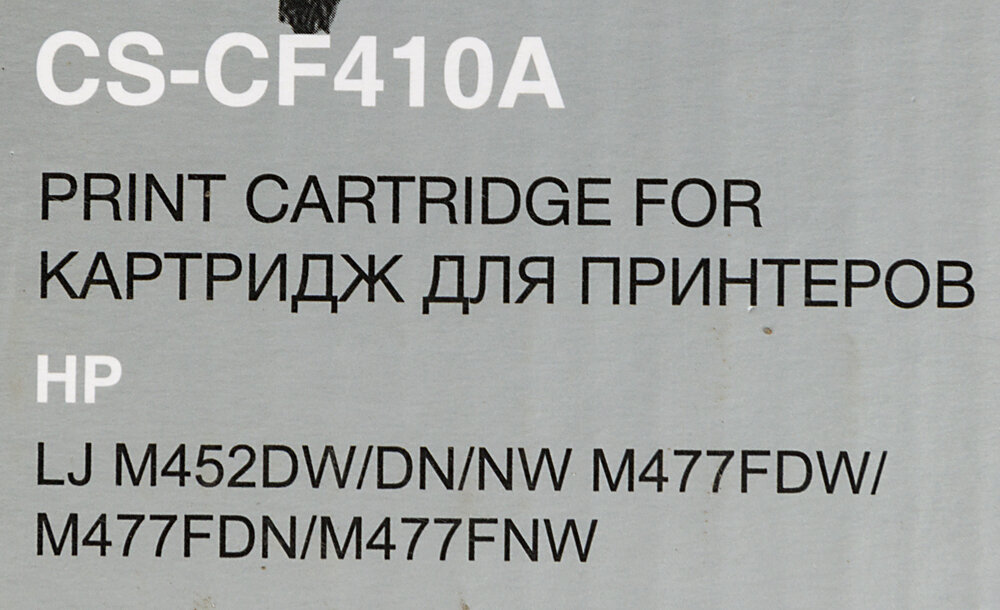 CS-CF410A
PRINT CARTRIDGE FOR
КАРТРИДЖ ДЛЯ ПРИНТЕРОВ
HP
LJ M452DW/DN/NW M477FDW/
M477FDN/M477FNW